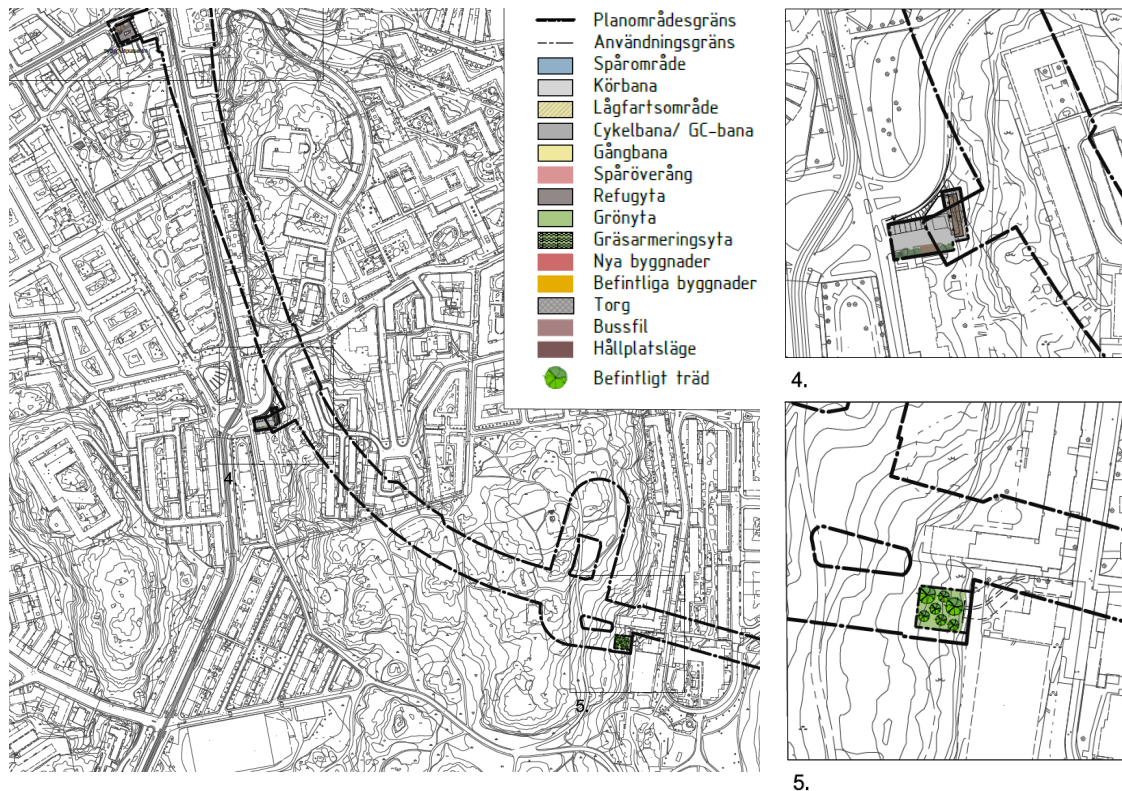 Planområdesgräns
Användningsgräns
Spårområde
Körbana
Lågfartsområde
Cykelbana/ GC-bana
Gångbana
Spåröverång
Refugyta
Grönyta
Gräsarmeringsyta
Nya byggnader
Befintliga byggnader
Torg
Bussfil
Hållplatsläge
Befintligt träd
4.
5.
4.
5.